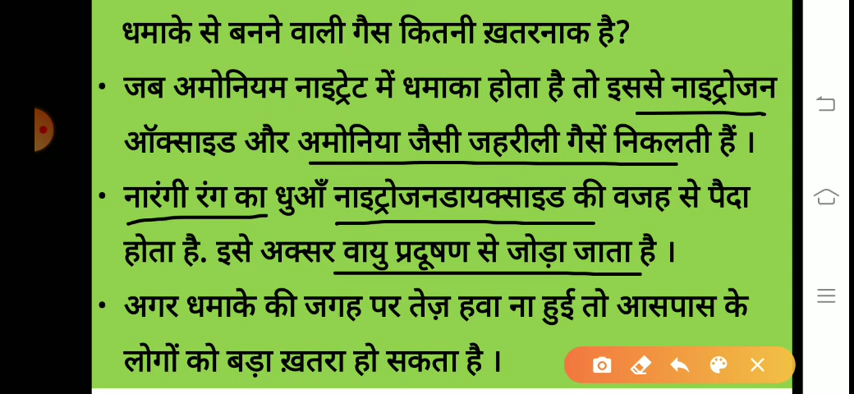 धमाके से बनने वाली गैस कितनी ख़तरनाक है?
• जब अमोनियम नाइट्रेट में धमाका होता है तो इससे नाइट्रोजन
ऑक्साइड और अमोनिया जैसी जहरीली गैसें निकलती हैं ।
• नारंगी रंग का धुआँ नाइट्रोजनडायक्साइड की वजह से पैदा
होता है. इसे अक्सर वायु प्रदूषण से जोड़ा जाता है ।
• अगर धमाके की जगह पर तेज़ हवा ना हुई तो आसपास के
लोगों को बड़ा ख़तरा हो सकता है ।